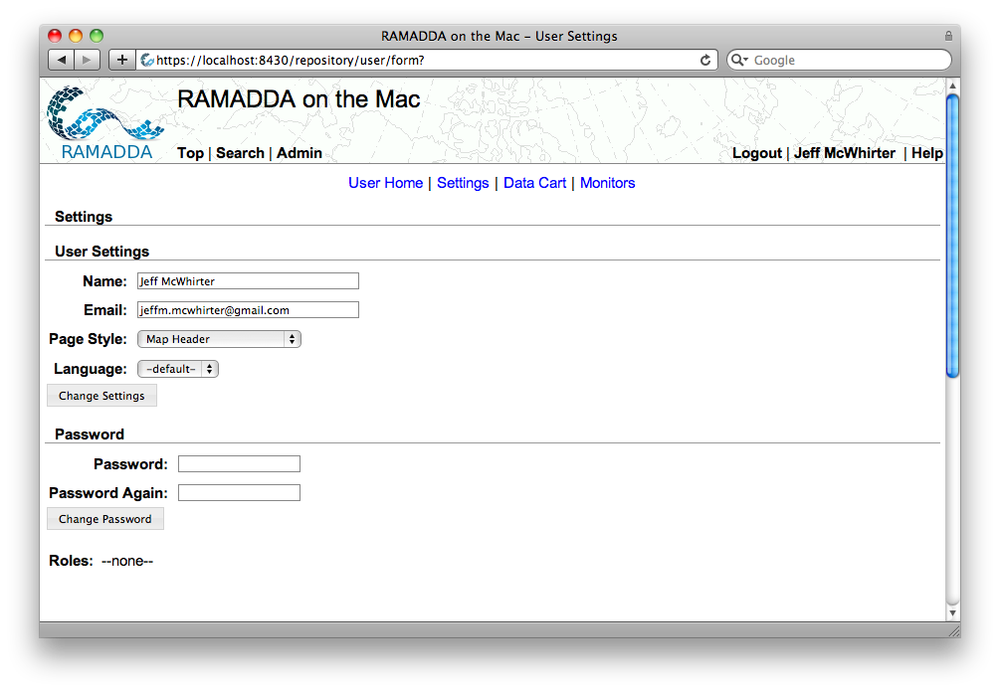 RAMADDA on the Mac – User Settings
https://localhost:8430/repository/user/form?
Google
RAMADDA on the Mac
RAMADDA
Top | Search | Admin
Logout | Jeff McWhirter | Help
User Home | Settings | Data Cart | Monitors
Settings
User Settings
Name: Jeff McWhirter
Email: jeffm.mcwhirter@gmail.com
Page Style: Map Header
Language: -default-
Change Settings
Password
Password:
Password Again:
Change Password
Roles: --none--